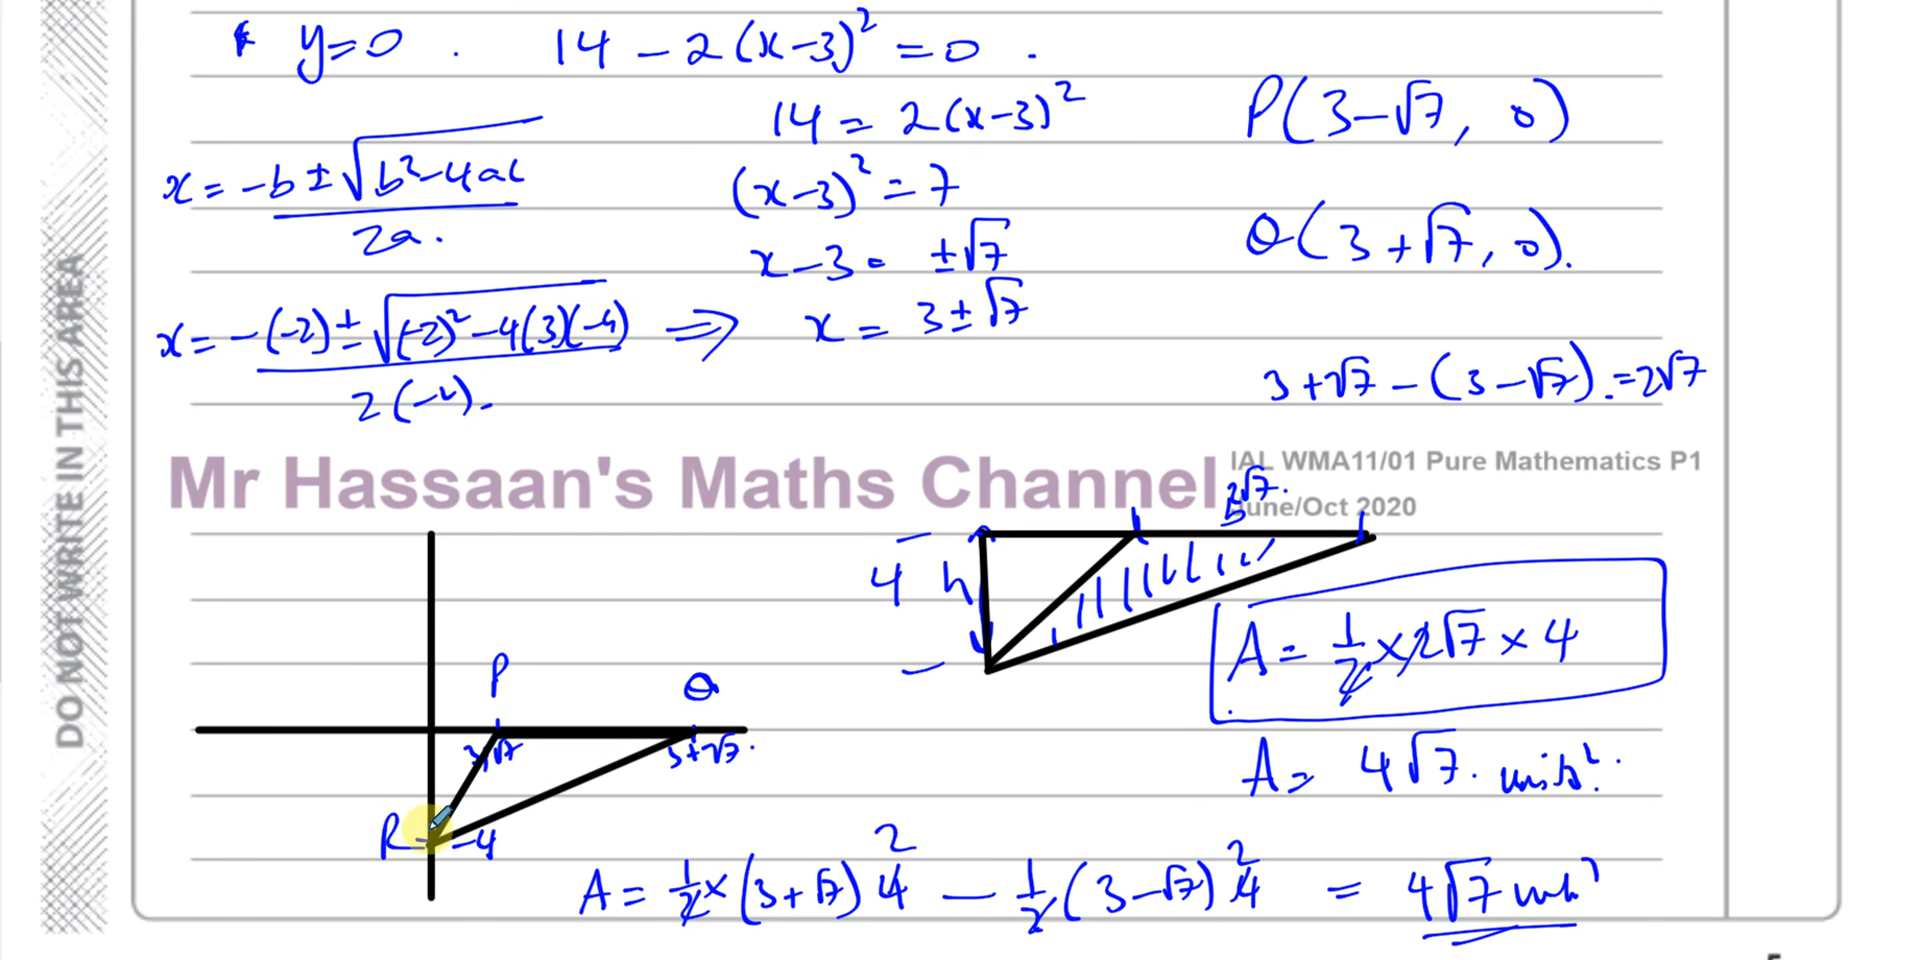 * y=0 . 14 - 2(x-3)² = 0 .
14 = 2(x-3)²
P(3-√7, 0)
x = -b ± √b²-4ac
2a.
(x-3)² = 7
Q(3+√7, 0).
x-3 = ±√7
x = -(-2) ± √(-2)²-4(3)(-4) ⇒ x = 3±√7
2(-4).
3+√7 - (3-√7) . = 2√7
DO NOT WRITE IN THIS AREA
Mr Hassaan's Maths Channel
IAL WMA11/01 Pure Mathematics P1
June/Oct 2020
2√7.
4 h
A = 1/2 × 2√7 × 4
P Q
3-√7 3+√7.
A = 4√7. units².
R -4
A = 1/2 × (3+√7) 4 2 - 1/2 (3-√7) 4 2 = 4√7 units²